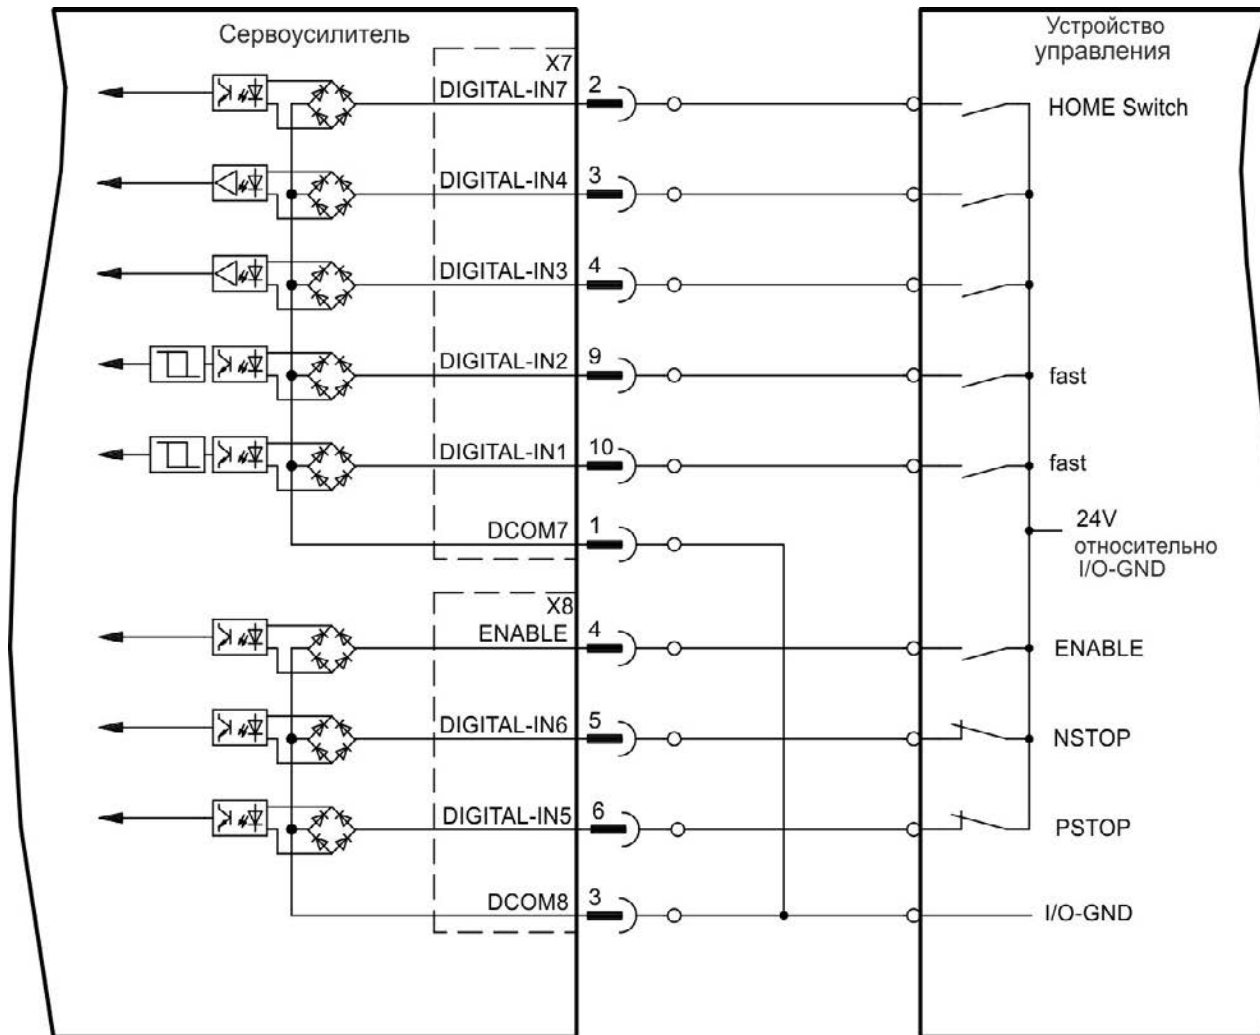 Сервоусилитель
Устройство
управления
X7
DIGITAL-IN7 2 HOME Switch
DIGITAL-IN4 3
DIGITAL-IN3 4
DIGITAL-IN2 9 fast
DIGITAL-IN1 10 fast
DCOM7 1
24V
относительно
I/O-GND
X8
ENABLE 4 ENABLE
DIGITAL-IN6 5 NSTOP
DIGITAL-IN5 6 PSTOP
DCOM8 3 I/O-GND